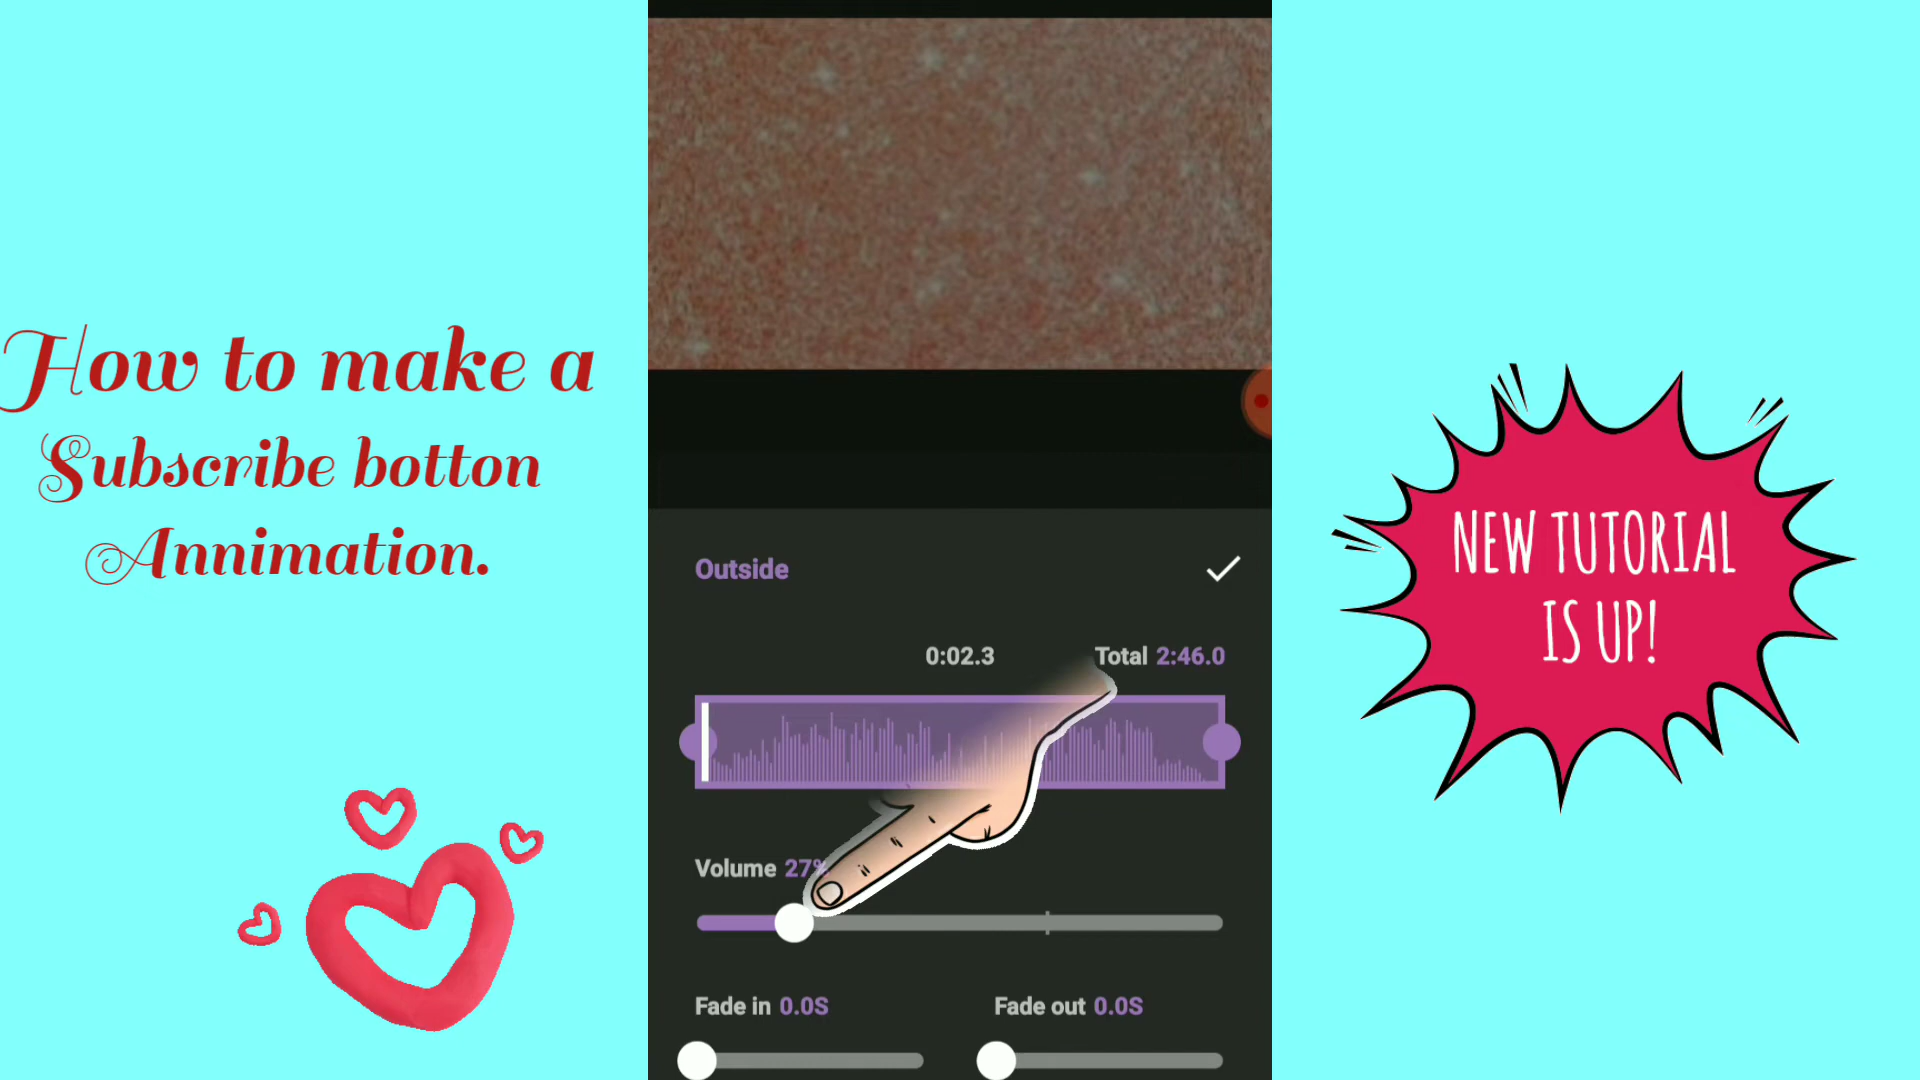 How to make a
Subscribe botton
Annimation.
Outside
0:02.3
Total 2:46.0
Volume 27%
Fade in 0.0S
Fade out 0.0S
NEW TUTORIAL
IS UP!